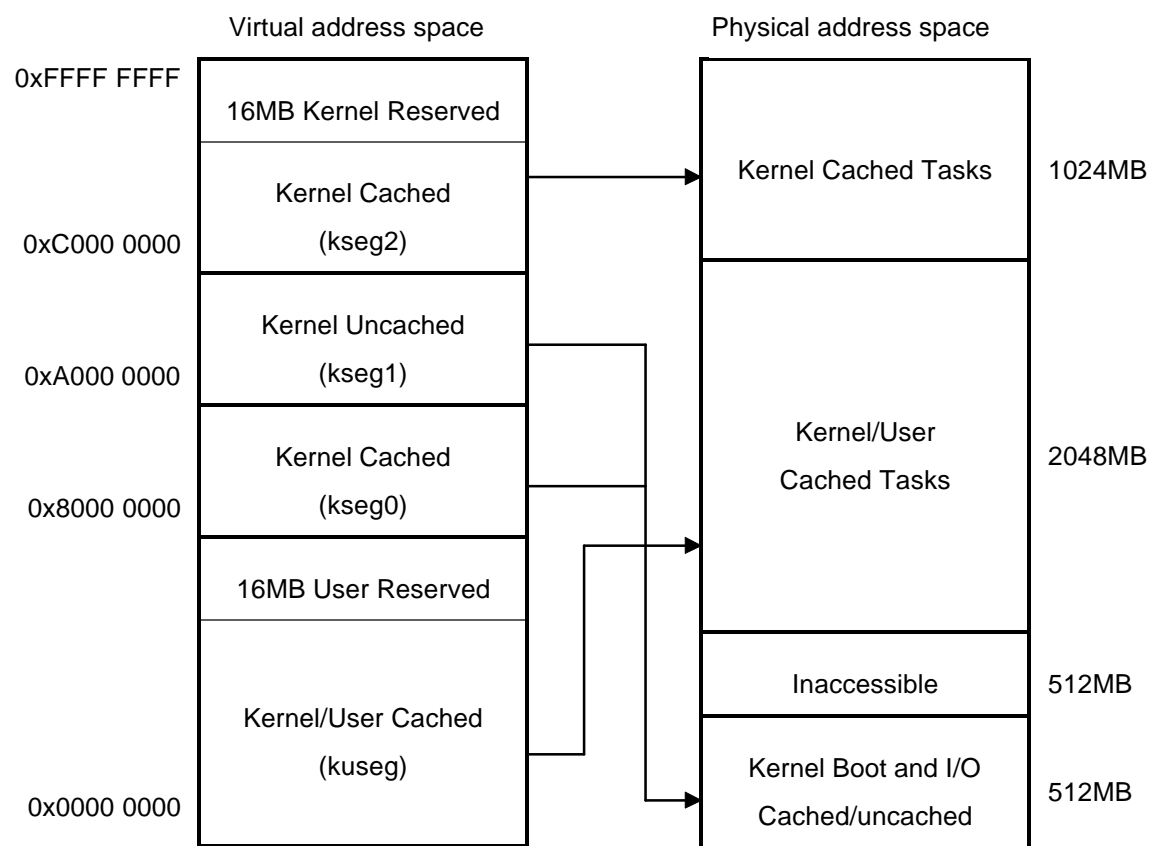 Virtual address space
Physical address space
0xFFFF FFFF
16MB Kernel Reserved
Kernel Cached
(kseg2)
0xC000 0000
Kernel Uncached
(kseg1)
0xA000 0000
Kernel Cached
(kseg0)
0x8000 0000
16MB User Reserved
Kernel/User Cached
(kuseg)
0x0000 0000
Kernel Cached Tasks
1024MB
Kernel/User
Cached Tasks
2048MB
Inaccessible
512MB
Kernel Boot and I/O
Cached/uncached
512MB